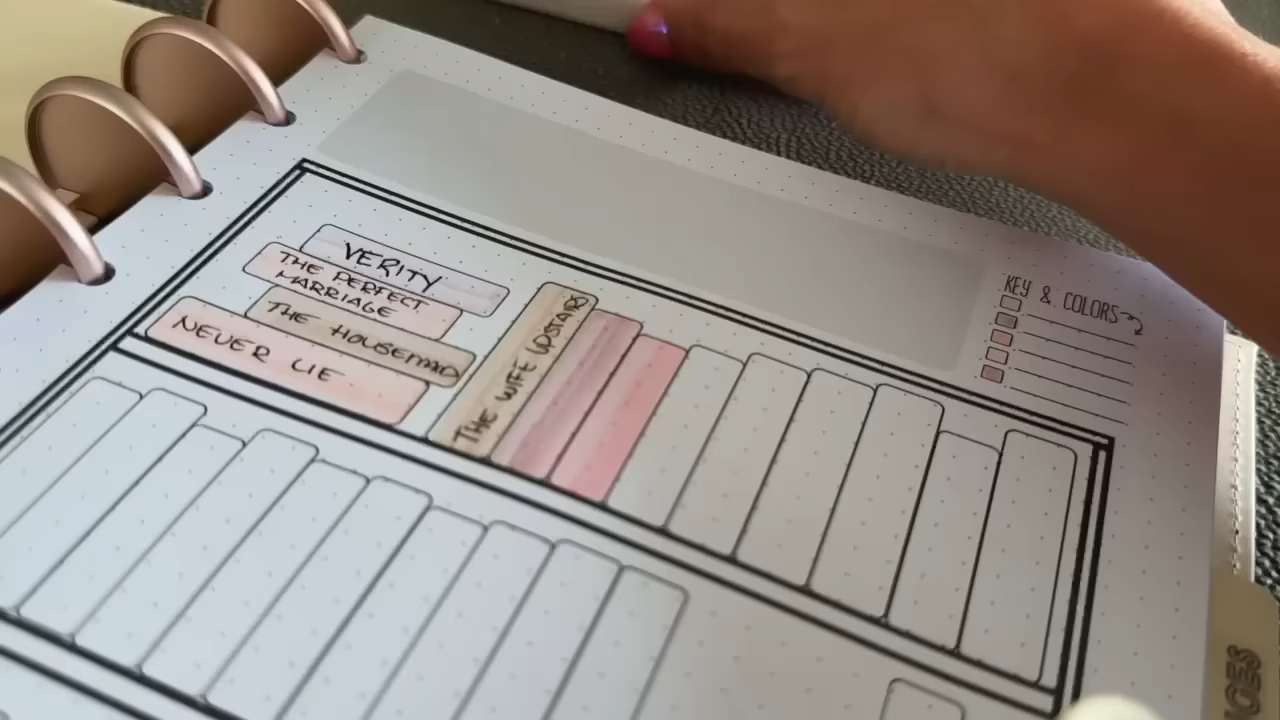 VERITY
THE PERFECT
MARRIAGE
THE HOUSEMAID
NEVER LIE
THE WIFE UPSTAIRS
KEY & COLORS